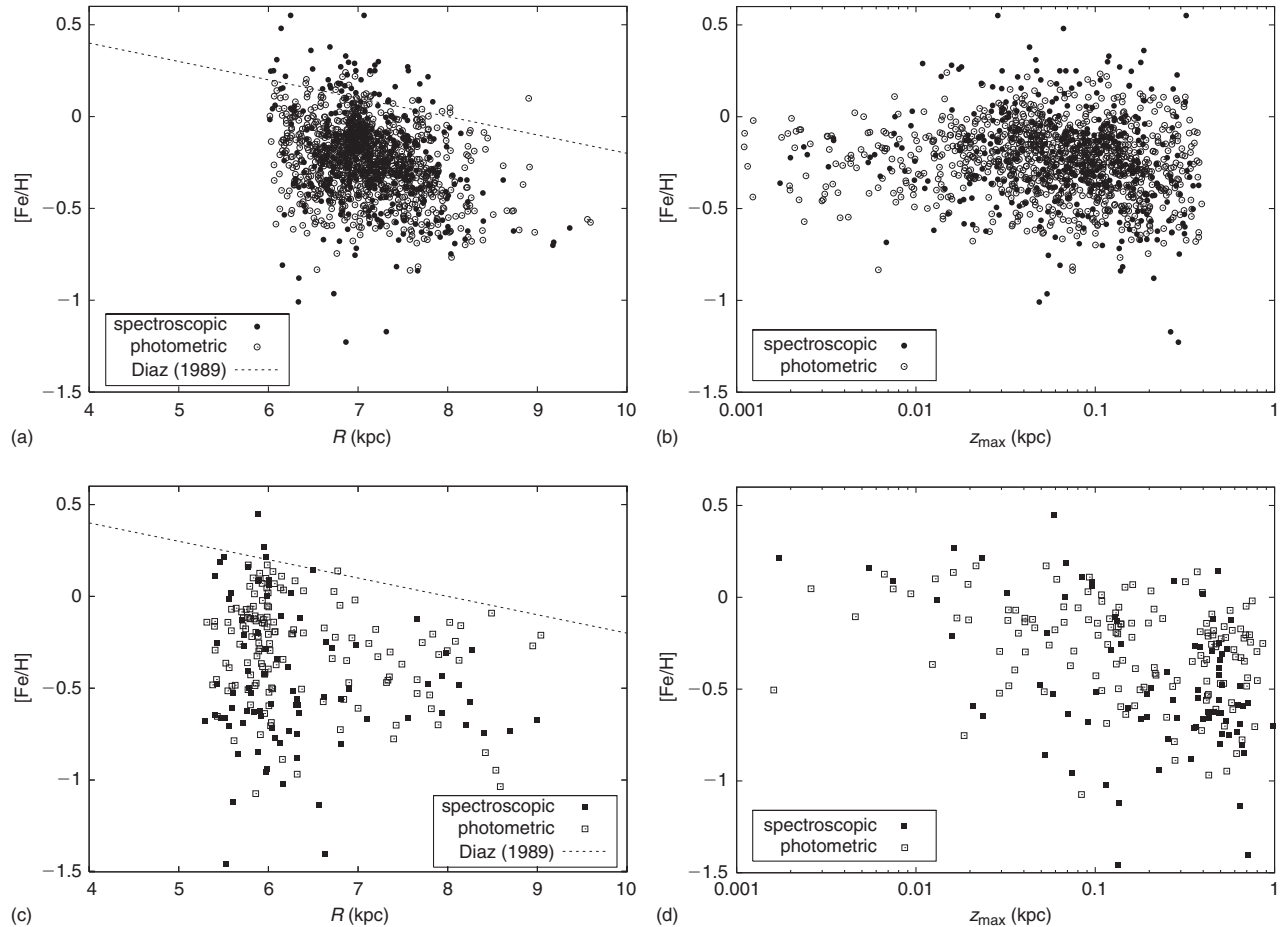 0.5
0
−0.5
−1
−1.5
[Fe/H]
spectroscopic
photometric
Diaz (1989)
4 5 6 7 8 9 10
(a)
R (kpc)
0.5
0
−0.5
−1
−1.5
[Fe/H]
spectroscopic
photometric
0.001 0.01 0.1 1
(b)
zmax (kpc)
0.5
0
−0.5
−1
−1.5
[Fe/H]
spectroscopic
photometric
Diaz (1989)
4 5 6 7 8 9 10
(c)
R (kpc)
0.5
0
−0.5
−1
−1.5
[Fe/H]
spectroscopic
photometric
0.001 0.01 0.1 1
(d)
zmax (kpc)